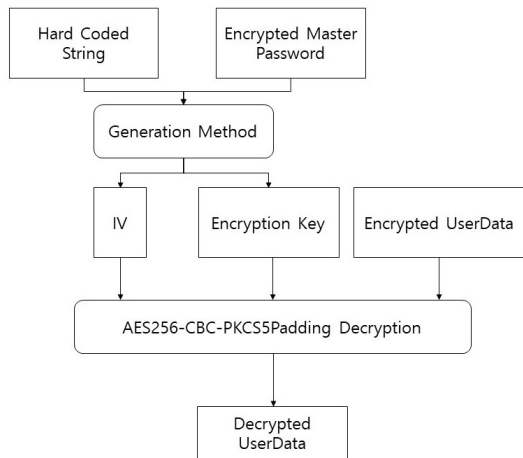 Hard Coded
String
Encrypted Master
Password
Generation Method
IV
Encryption Key
Encrypted UserData
AES256-CBC-PKCS5Padding Decryption
Decrypted
UserData